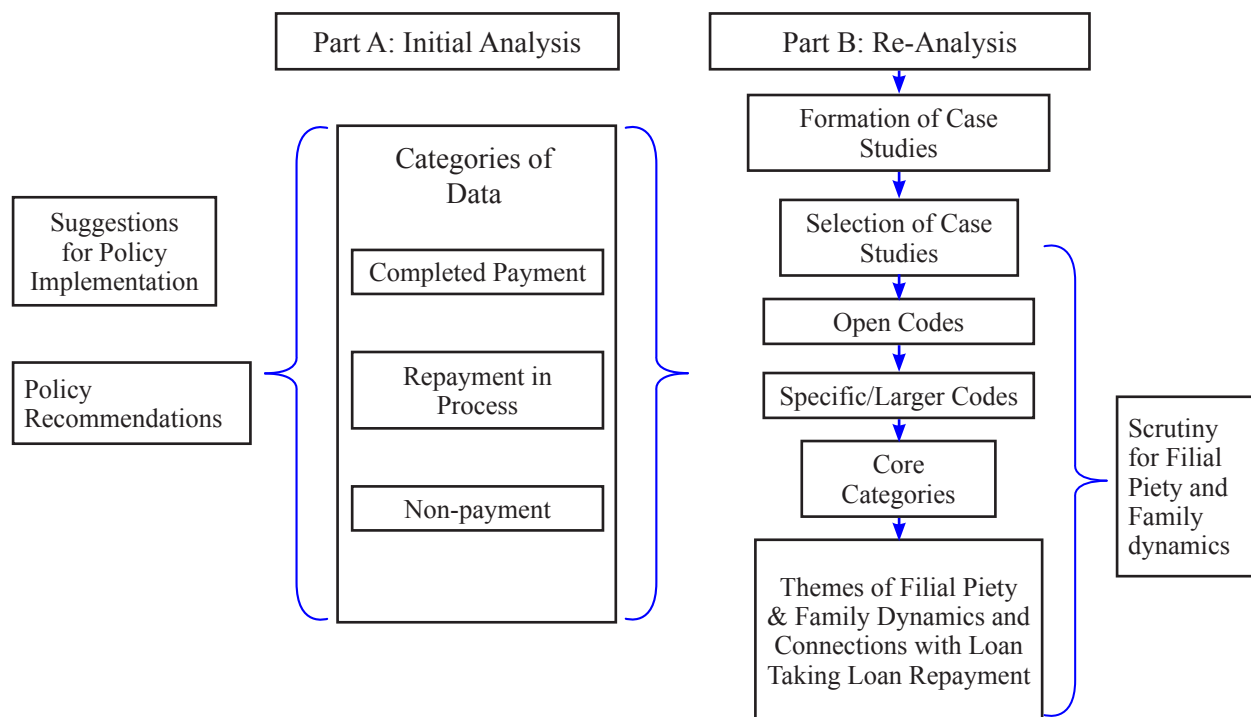 Part A: Initial Analysis
Part B: Re-Analysis
Suggestions
for Policy
Implementation
Policy
Recommendations
Categories of
Data
Completed Payment
Repayment in
Process
Non-payment
Formation of Case
Studies
Selection of Case
Studies
Open Codes
Specific/Larger Codes
Core
Categories
Themes of Filial Piety
& Family Dynamics and
Connections with Loan
Taking Loan Repayment
Scrutiny
for Filial
Piety and
Family
dynamics